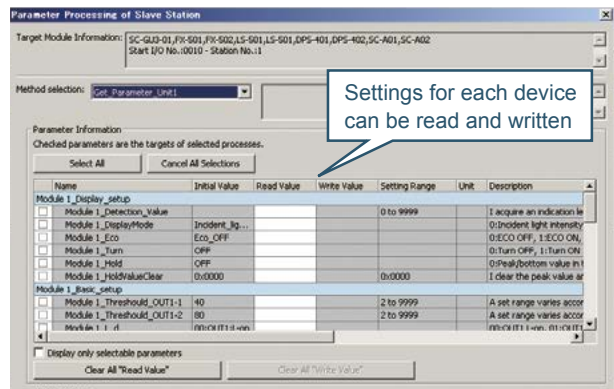 Parameter Processing of Slave Station
Target Module Information:
SC-GU3-01,FX-501,FX-502,LS-501,LS-501,DPS-401,DPS-402,SC-A01,SC-A02
Start I/O No.:0010 - Station No.:1
Method selection: Get_Parameter_Unit1
Settings for each device
can be read and written
Parameter Information
Checked parameters are the targets of selected processes.
Select All Cancel All Selections
Name Initial Value Read Value Write Value Setting Range Unit Description
Module 1_Display_setup
Module 1_Detection_Value 0 to 9999 I acquire an indication le
Module 1_DisplayMode Incident_lig... 0:Incident light intensity
Module 1_Eco Eco_OFF 0:ECO OFF, 1:ECO ON,
Module 1_Turn OFF 0:Turn OFF, 1:Turn ON
Module 1_Hold OFF 0:Peak/bottom value in t
Module 1_HoldValueClear 0x0000 0x0000 I clear the peak value ar
Module 1_Basic_setup
Module 1_Threshould_OUT1-1 40 2 to 9999 A set range varies accor
Module 1_Threshould_OUT1-2 80 2 to 9999 A set range varies accor
Display only selectable parameters
Clear All "Read Value" Clear All "Write Value"